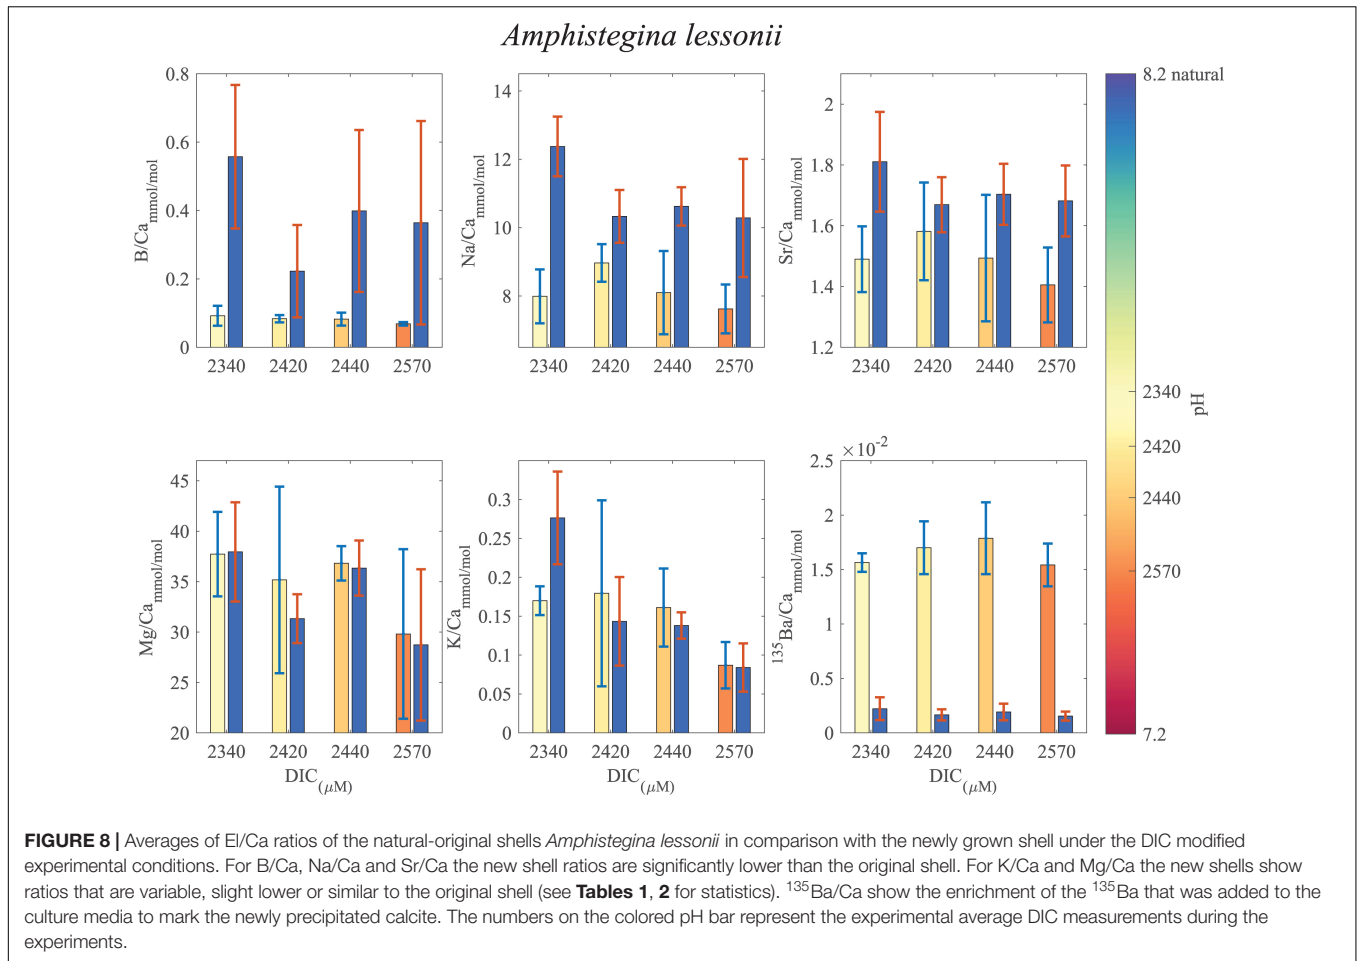 Amphistegina lessonii
0.8
0.6
0.4
0.2
0
B/Ca mmol/mol
2340 2420 2440 2570
14
12
10
8
Na/Ca mmol/mol
2340 2420 2440 2570
2
1.8
1.6
1.4
1.2
Sr/Ca mmol/mol
2340 2420 2440 2570
8.2 natural
2340
2420
2440
2570
7.2
pH
45
40
35
30
25
20
Mg/Ca mmol/mol
2340 2420 2440 2570
DIC(μM)
0.3
0.25
0.2
0.15
0.1
0.05
0
K/Ca mmol/mol
2340 2420 2440 2570
DIC(μM)
×10⁻²
2.5
2
1.5
1
0.5
0
¹³⁵Ba/Ca mmol/mol
2340 2420 2440 2570
DIC(μM)
FIGURE 8 | Averages of El/Ca ratios of the natural-original shells Amphistegina lessonii in comparison with the newly grown shell under the DIC modified
experimental conditions. For B/Ca, Na/Ca and Sr/Ca the new shell ratios are significantly lower than the original shell. For K/Ca and Mg/Ca the new shells show
ratios that are variable, slight lower or similar to the original shell (see Tables 1, 2 for statistics). ¹³⁵Ba/Ca show the enrichment of the ¹³⁵Ba that was added to the
culture media to mark the newly precipitated calcite. The numbers on the colored pH bar represent the experimental average DIC measurements during the
experiments.